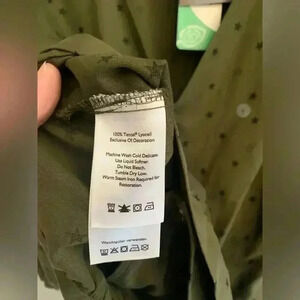 100% Tencel® Lyocell
Exclusive Of Decoration
Machine Wash Cold Delicate.
Use Liquid Softener.
Do Not Bleach.
Tumble Dry Low.
Warm Steam Iron Required for
Restoration.